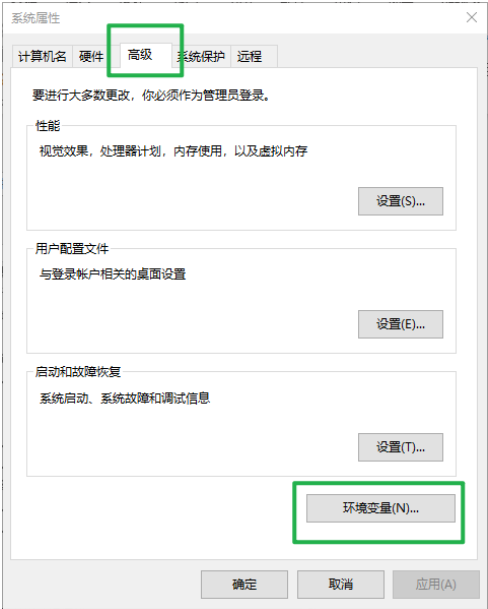 系统属性
计算机名 硬件 高级 系统保护 远程
要进行大多数更改，你必须作为管理员登录。
性能
视觉效果，处理器计划，内存使用，以及虚拟内存
设置(S)...
用户配置文件
与登录帐户相关的桌面设置
设置(E)...
启动和故障恢复
系统启动、系统故障和调试信息
设置(T)...
环境变量(N)...
确定 取消 应用(A)